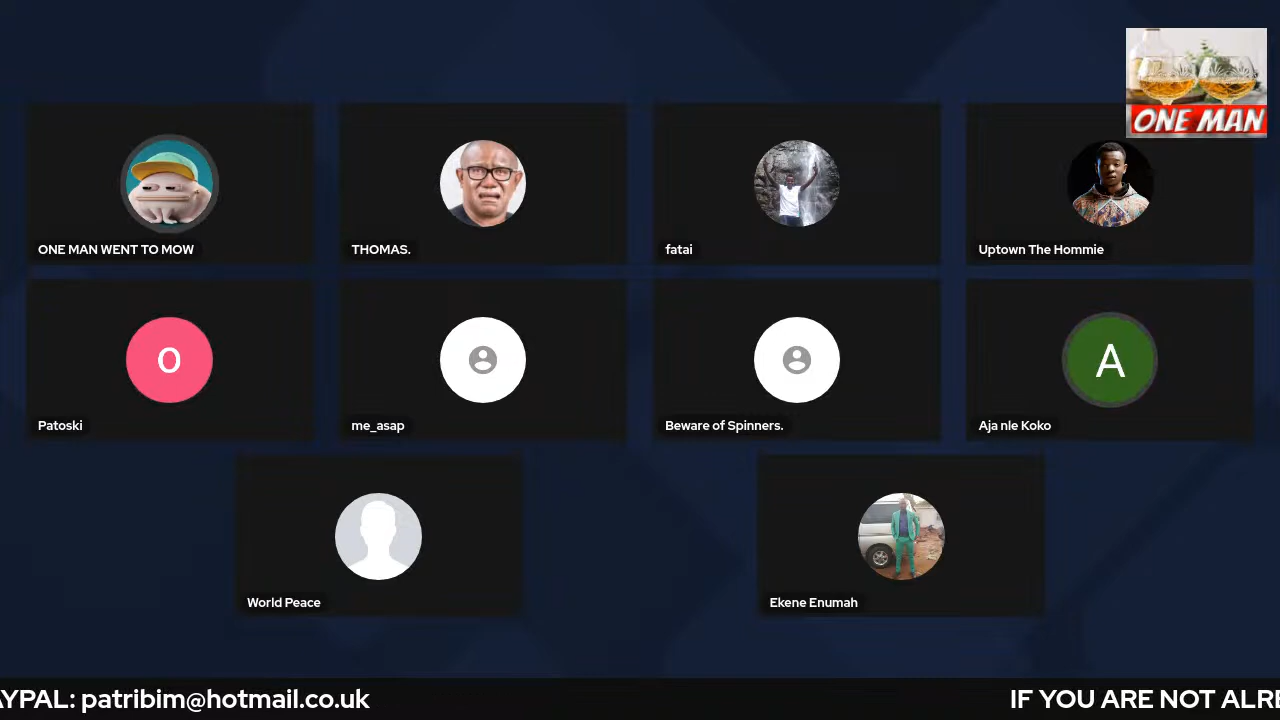 ONE MAN
ONE MAN WENT TO MOW
THOMAS.
fatai
Uptown The Hommie
O
Patoski
me_asap
Beware of Spinners.
A
Aja nle Koko
World Peace
Ekene Enumah
AYPAL: patribim@hotmail.co.uk
IF YOU ARE NOT ALRE